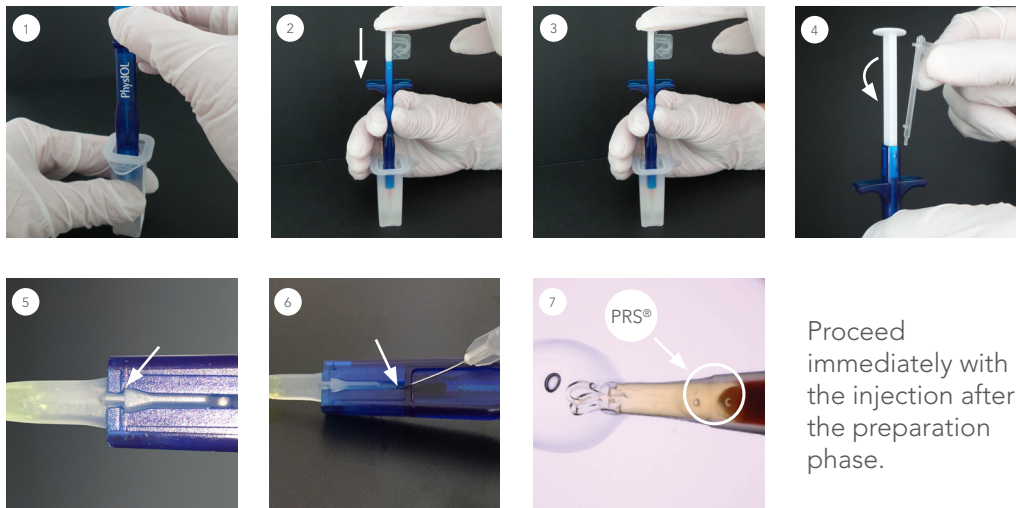 1
2
3
4
PhysIOL
5
6
7
PRS®
Proceed
immediately with
the injection after
the preparation
phase.